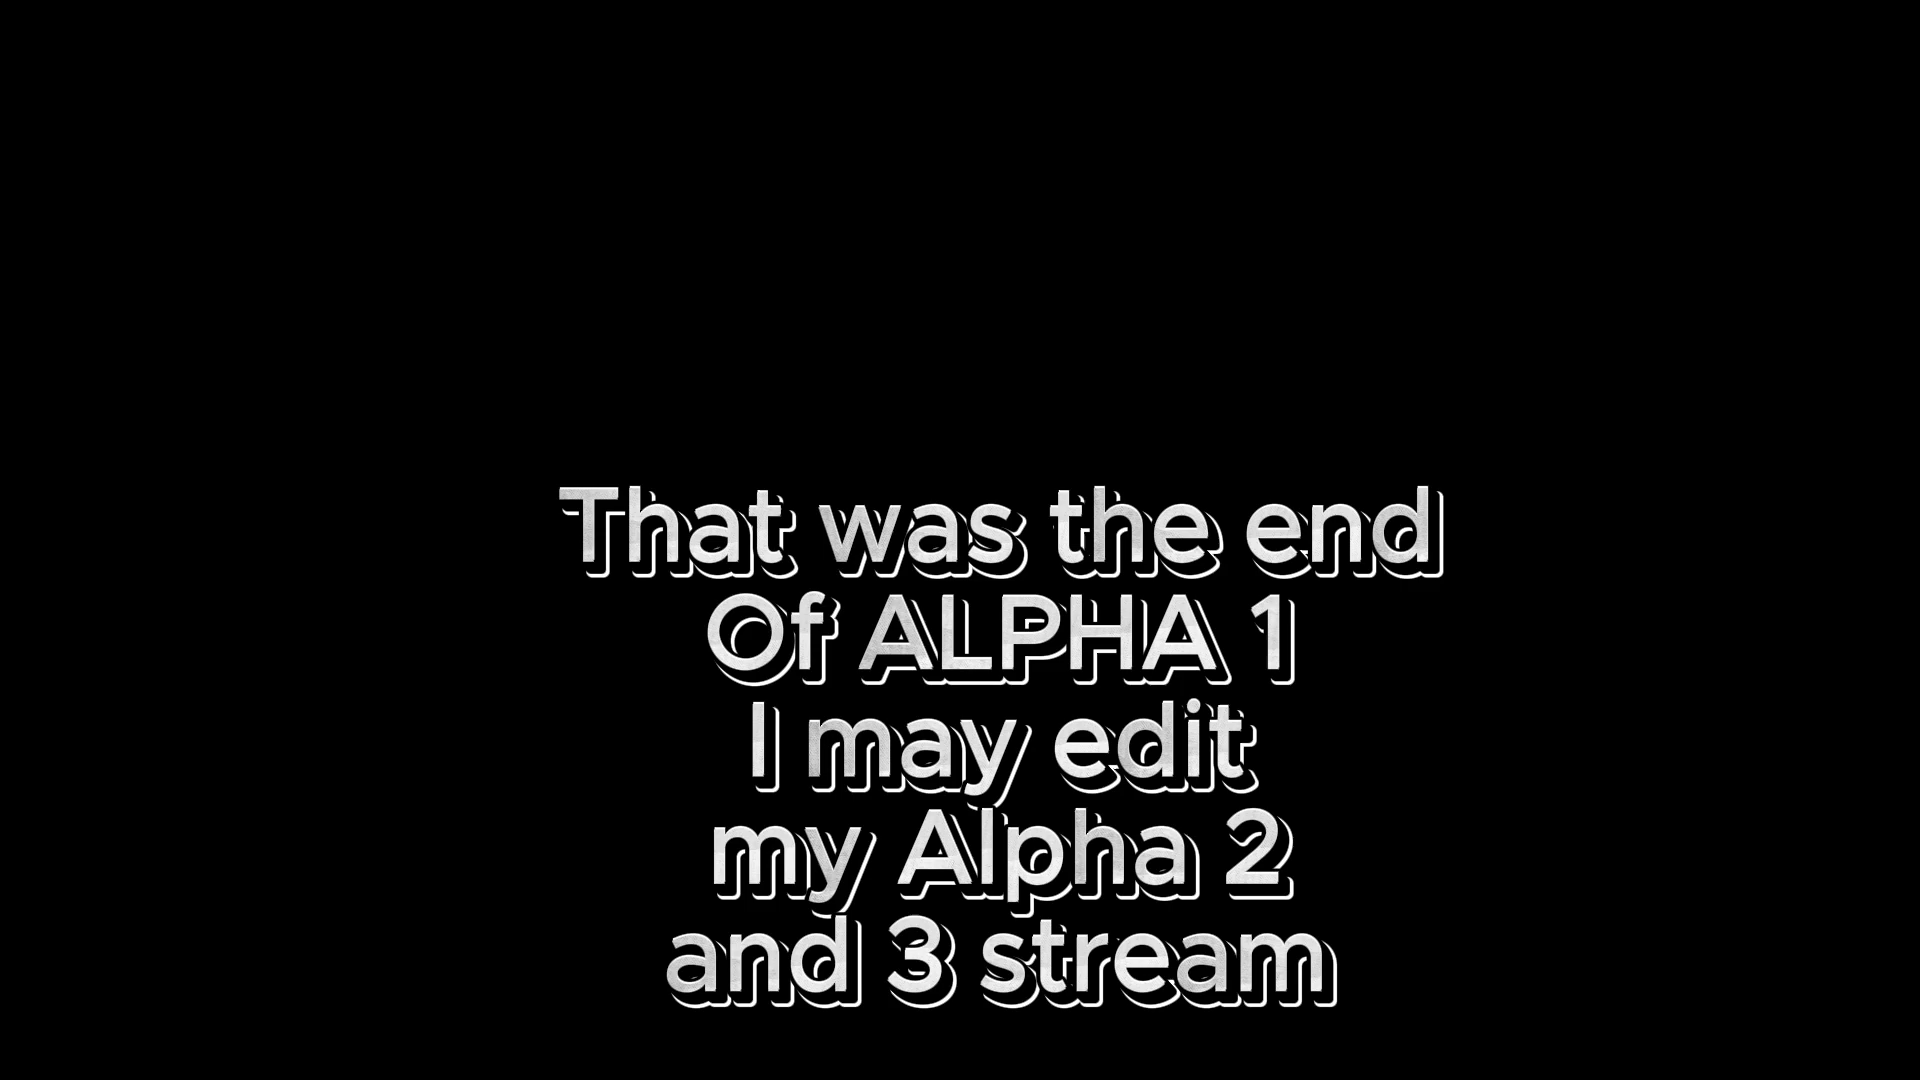 That was the end
Of ALPHA 1
I may edit
my Alpha 2
and 3 stream